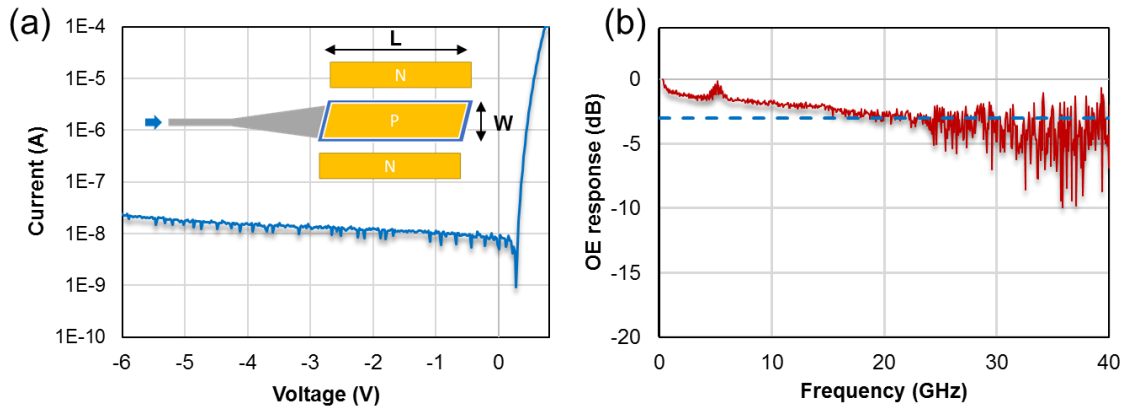 (a)
1E-4
1E-5
1E-6
1E-7
1E-8
1E-9
1E-10
Current (A)
-6
-5
-4
-3
-2
-1
0
Voltage (V)
L
N
P
W
N
(b)
0
-5
-10
-15
-20
OE response (dB)
0
10
20
30
40
Frequency (GHz)